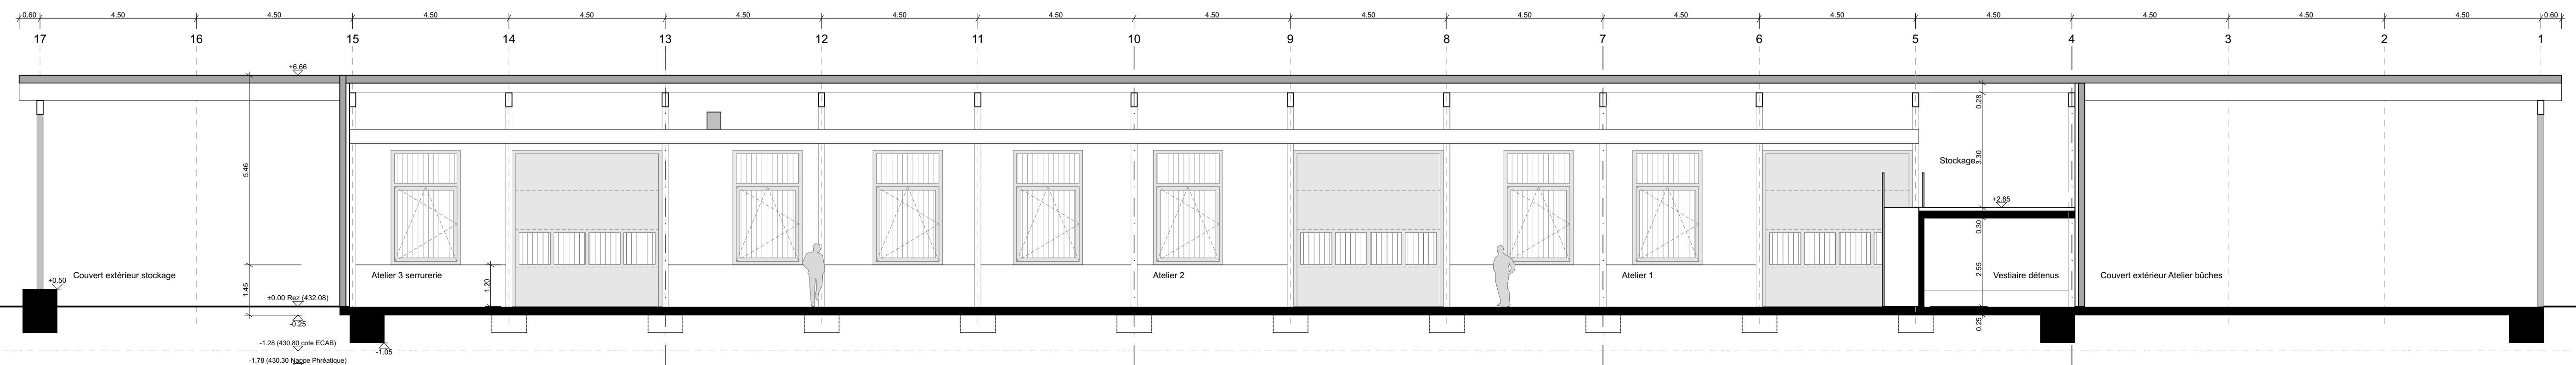 0.60 4.50 4.50 4.50 4.50 4.50 4.50 4.50 4.50 4.50 4.50 4.50 4.50 4.50 4.50 4.50 4.50 0.60
17 16 15 14 13 12 11 10 9 8 7 6 5 4 3 2 1
+6.66
0.28
5.46
Stockage
3.30
+2.85
0.30
Couvert extérieur stockage
+0.50
Atelier 3 serrurerie
1.20
Atelier 2
Atelier 1
2.55
Vestiaire détenus
Couvert extérieur Atelier bûches
1.45
±0.00 Rez (432.08)
-0.25
0.25
-1.28 (430.80 cote ECAB)
-1.05
-1.78 (430.30 Nappe Phréatique)